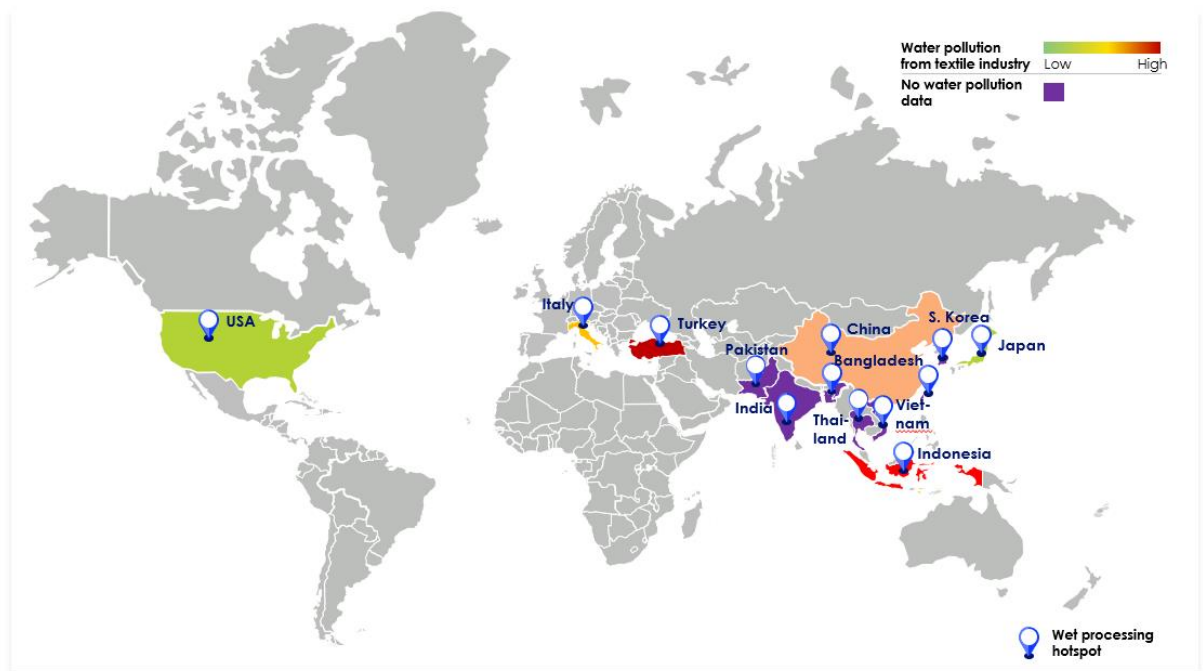 Water pollution
from textile industry
Low
High
No water pollution
data
USA
Italy
Turkey
China
S. Korea
Japan
Pakistan
Bangladesh
India
Thai-
land
Viet-
nam
Indonesia
Wet processing
hotspot